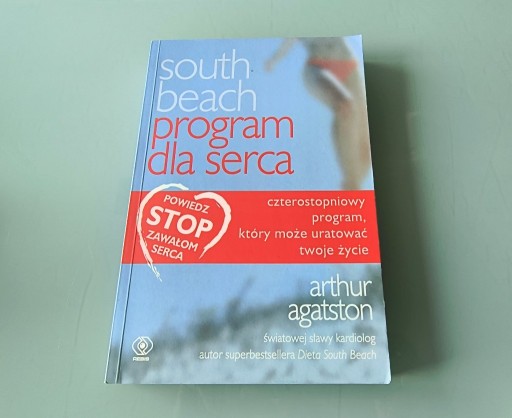 south
beach
program
dla serca
POWIEDZ
STOP
ZAWAŁOM
SERCA
czterostopniowy
program,
który może uratować
twoje życie
arthur
agatston
światowej sławy kardiolog
autor superbestsellera Dieta South Beach
REBIS